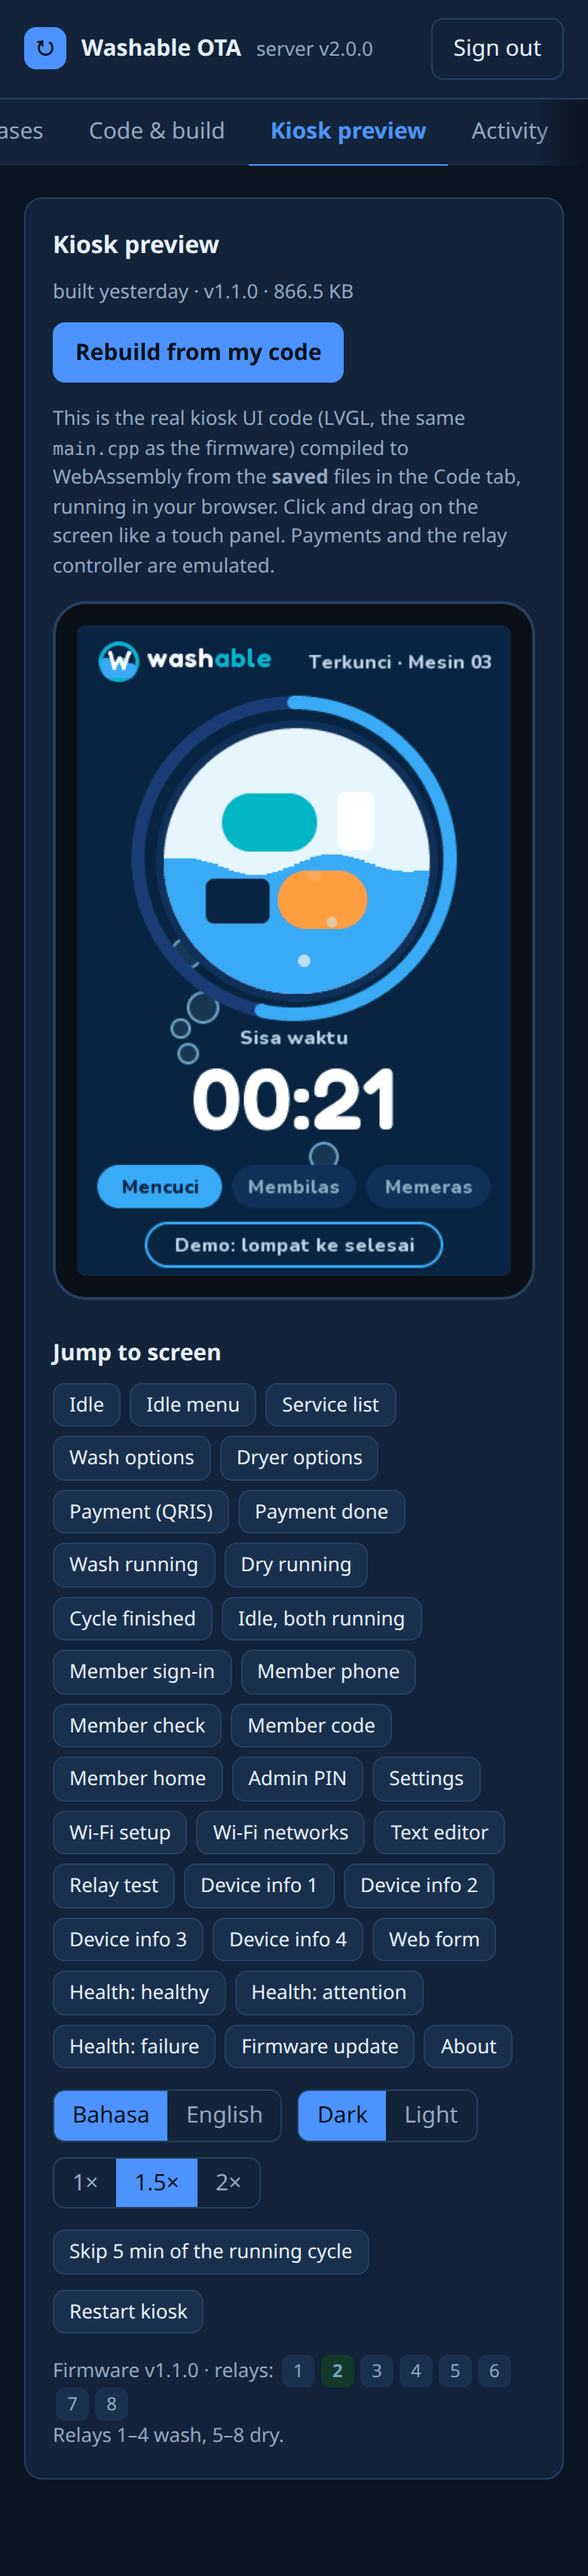 Washable OTA server v2.0.0 Sign out
ases Code & build Kiosk preview Activity
Kiosk preview
built yesterday · v1.1.0 · 866.5 KB
Rebuild from my code
This is the real kiosk UI code (LVGL, the same
main.cpp as the firmware) compiled to
WebAssembly from the saved files in the Code tab,
running in your browser. Click and drag on the
screen like a touch panel. Payments and the relay
controller are emulated.
W washable Terkunci · Mesin 03
Sisa waktu
00:21
Mencuci Membilas Memeras
Demo: lompat ke selesai
Jump to screen
Idle Idle menu Service list
Wash options Dryer options
Payment (QRIS) Payment done
Wash running Dry running
Cycle finished Idle, both running
Member sign-in Member phone
Member check Member code
Member home Admin PIN Settings
Wi-Fi setup Wi-Fi networks Text editor
Relay test Device info 1 Device info 2
Device info 3 Device info 4 Web form
Health: healthy Health: attention
Health: failure Firmware update About
Bahasa English Dark Light
1× 1.5× 2×
Skip 5 min of the running cycle
Restart kiosk
Firmware v1.1.0 · relays: 1 2 3 4 5 6
7 8
Relays 1–4 wash, 5–8 dry.